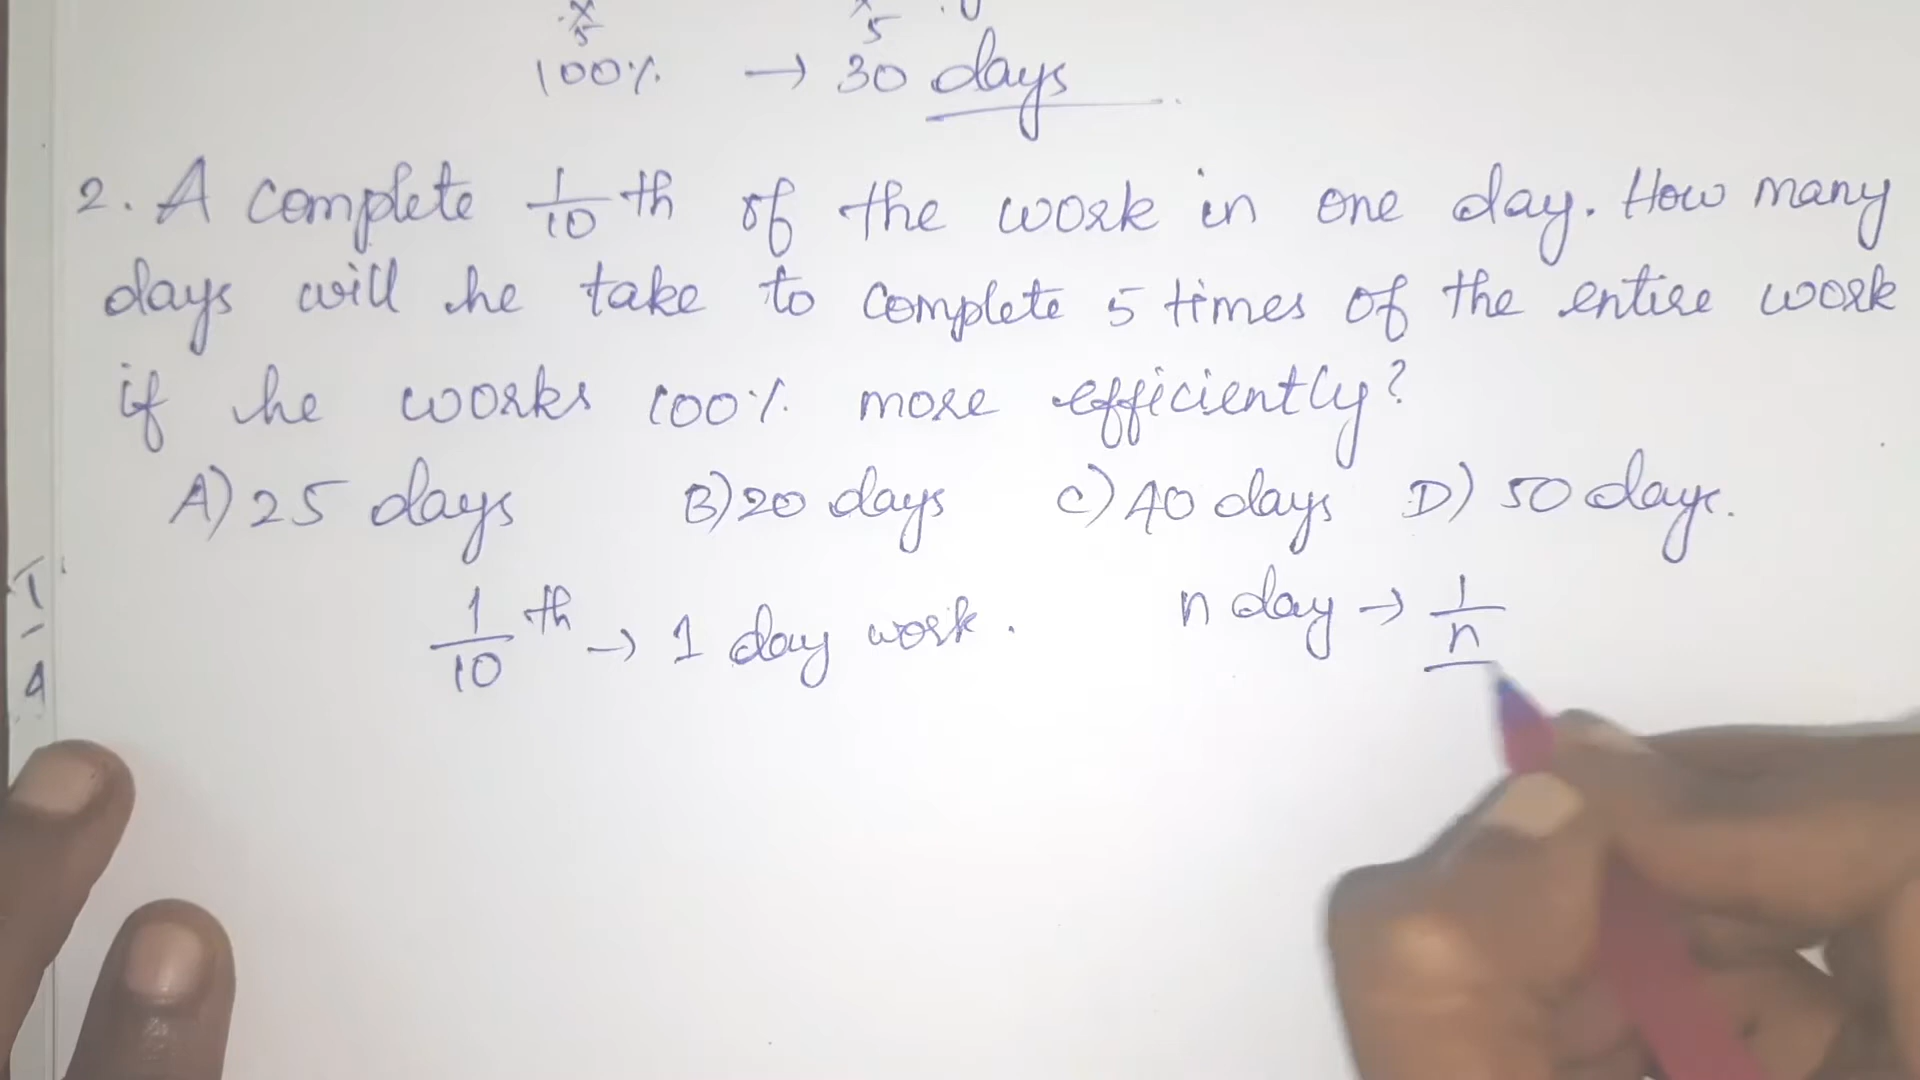 x x
5 5
100% → 30 days
2. A complete 1/10 th of the work in one day. How many
days will he take to complete 5 times of the entire work
if he works 100% more efficiently?
A) 25 days B) 20 days C) 40 days D) 50 days.
1/10 th → 1 day work. n day → 1/n